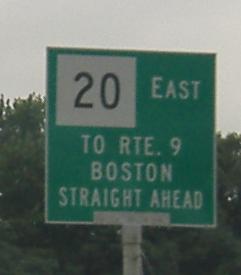 20 EAST
TO RTE. 9
BOSTON
STRAIGHT AHEAD